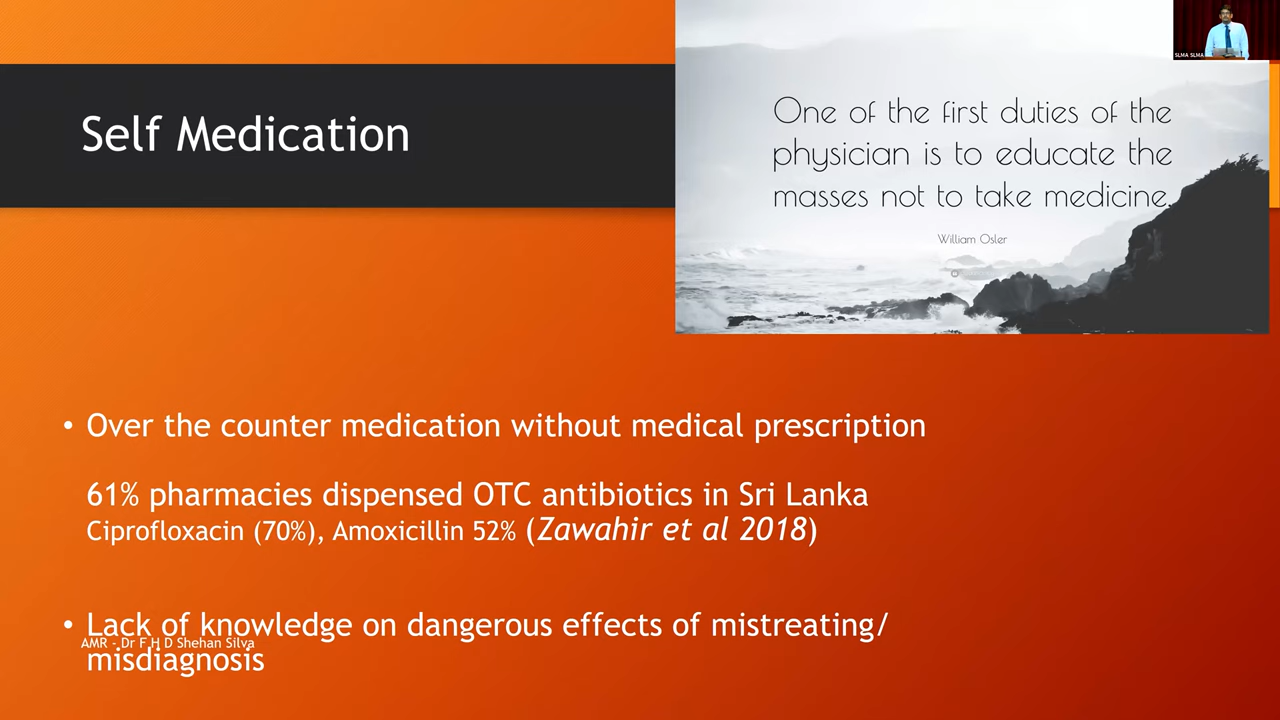 Self Medication
One of the first duties of the
physician is to educate the
masses not to take medicine.
William Osler
SLMA SLMA
• Over the counter medication without medical prescription
61% pharmacies dispensed OTC antibiotics in Sri Lanka
Ciprofloxacin (70%), Amoxicillin 52% (Zawahir et al 2018)
• Lack of knowledge on dangerous effects of mistreating/
misdiagnosis
AMR - Dr F H D Shehan Silva